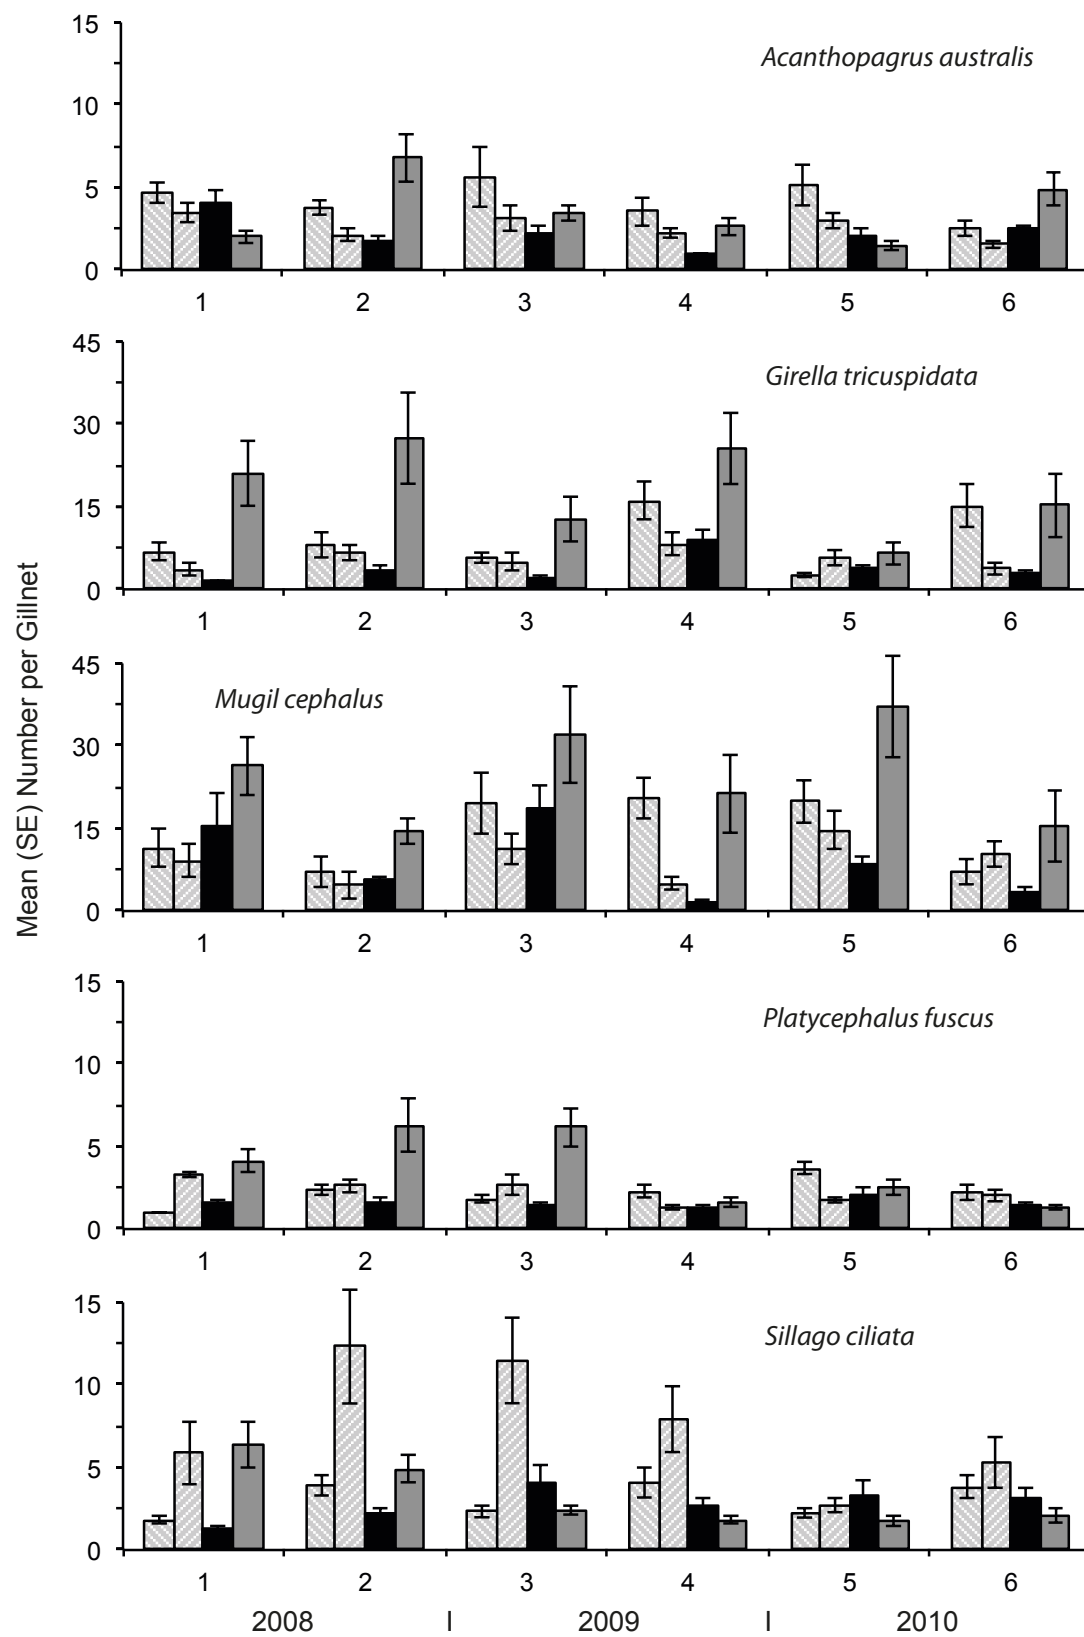 Mean (SE) Number per Gillnet
15
Acanthopagrus australis
10
5
0
1 2 3 4 5 6
45
Girella tricuspidata
30
15
0
1 2 3 4 5 6
45
Mugil cephalus
30
15
0
1 2 3 4 5 6
15
Platycephalus fuscus
10
5
0
1 2 3 4 5 6
15
Sillago ciliata
10
5
0
1 2 3 4 5 6
2008 I 2009 I 2010